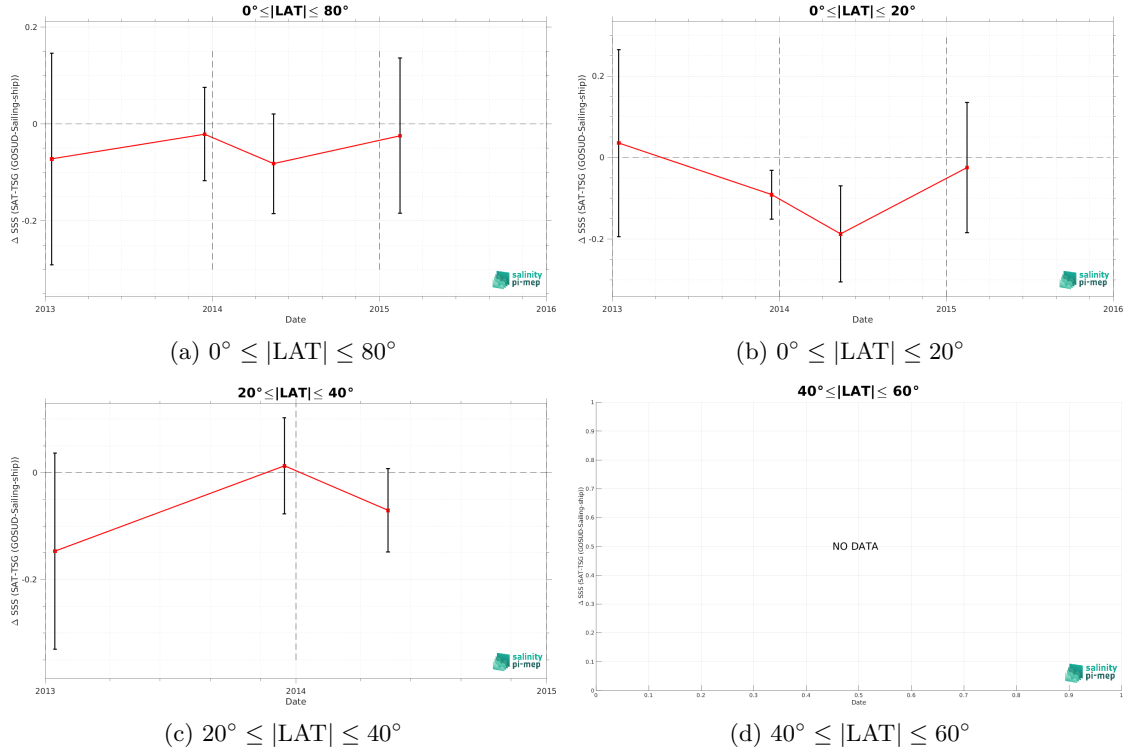 0°≤|LAT|≤ 80°
Δ SSS (SAT-TSG (GOSUD-Sailing-ship))
0.2
0
-0.2
salinity
pi-mep
2013 2014 2015 2016
Date
(a) 0° ≤ |LAT| ≤ 80°
0°≤|LAT|≤ 20°
Δ SSS (SAT-TSG (GOSUD-Sailing-ship))
0.2
0
-0.2
salinity
pi-mep
2013 2014 2015 2016
Date
(b) 0° ≤ |LAT| ≤ 20°
20°≤|LAT|≤ 40°
Δ SSS (SAT-TSG (GOSUD-Sailing-ship))
0
-0.2
salinity
pi-mep
2013 2014 2015
Date
(c) 20° ≤ |LAT| ≤ 40°
40°≤|LAT|≤ 60°
Δ SSS (SAT-TSG (GOSUD-Sailing-ship))
1
0.9
0.8
0.7
0.6
0.5
0.4
0.3
0.2
0.1
0
NO DATA
salinity
pi-mep
0 0.1 0.2 0.3 0.4 0.5 0.6 0.7 0.8 0.9 1
Date
(d) 40° ≤ |LAT| ≤ 60°